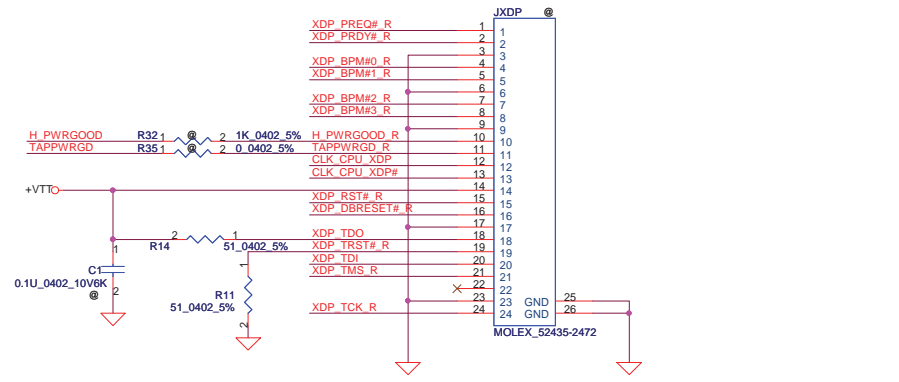 JXDP @
XDP_PREQ#_R 1 1
XDP_PRDY#_R 2 2
3 3
XDP_BPM#0_R 4 4
XDP_BPM#1_R 5 5
6 6
XDP_BPM#2_R 7 7
XDP_BPM#3_R 8 8
9 9
H_PWRGOOD R32 1 @ 2 1K_0402_5% H_PWRGOOD_R 10 10
TAPPWRGD R35 1 @ 2 0_0402_5% TAPPWRGD_R 11 11
CLK_CPU_XDP 12 12
CLK_CPU_XDP# 13 13
+VTT 14 14
XDP_RST#_R 15 15
XDP_DBRESET#_R 16 16
17 17
R14 2 1 51_0402_5% XDP_TDO 18 18
XDP_TRST#_R 19 19
XDP_TDI 20 20
XDP_TMS_R 21 21
22 22
23 23 GND 25
XDP_TCK_R 24 24 GND 26
MOLEX_52435-2472
1
C1
0.1U_0402_10V6K
@ 2
1
R11
51_0402_5%
2